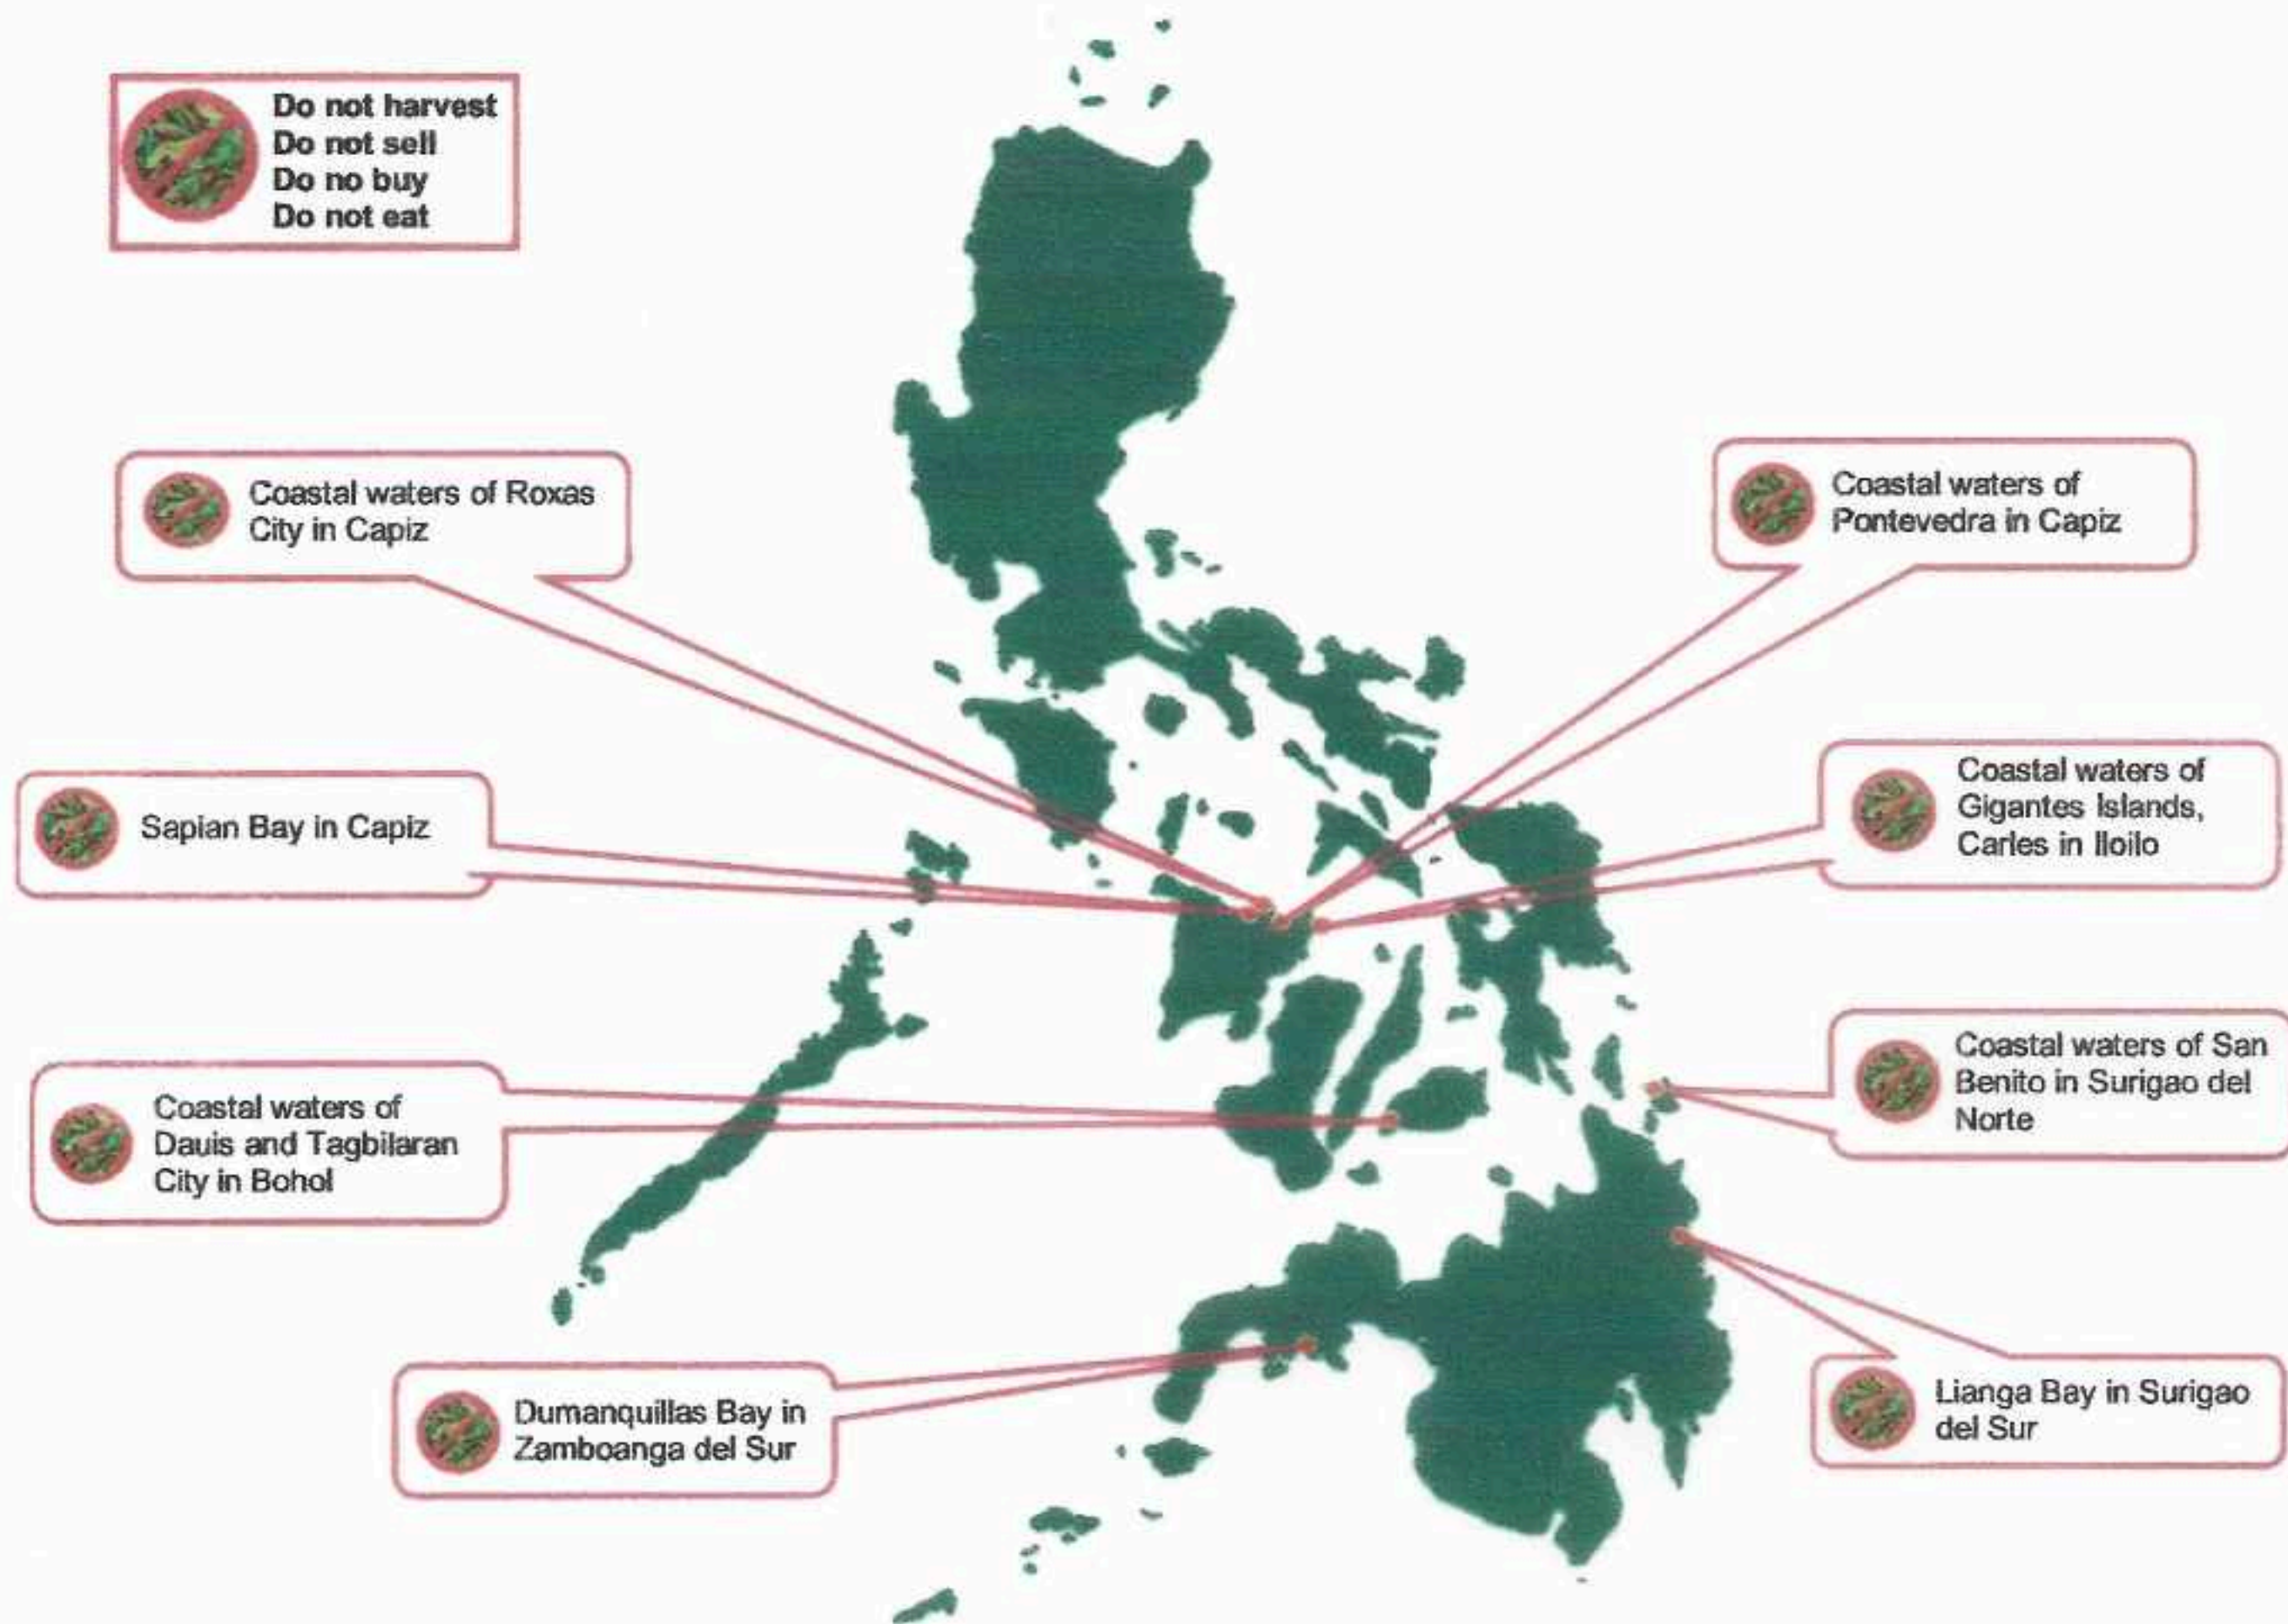 Do not harvest
Do not sell
Do no buy
Do not eat
Coastal waters of Roxas
City in Capiz
Coastal waters of
Pontevedra in Capiz
Sapian Bay in Capiz
Coastal waters of
Gigantes Islands,
Carles in Iloilo
Coastal waters of
Dauis and Tagbilaran
City in Bohol
Coastal waters of San
Benito in Surigao del
Norte
Dumanquillas Bay in
Zamboanga del Sur
Lianga Bay in Surigao
del Sur